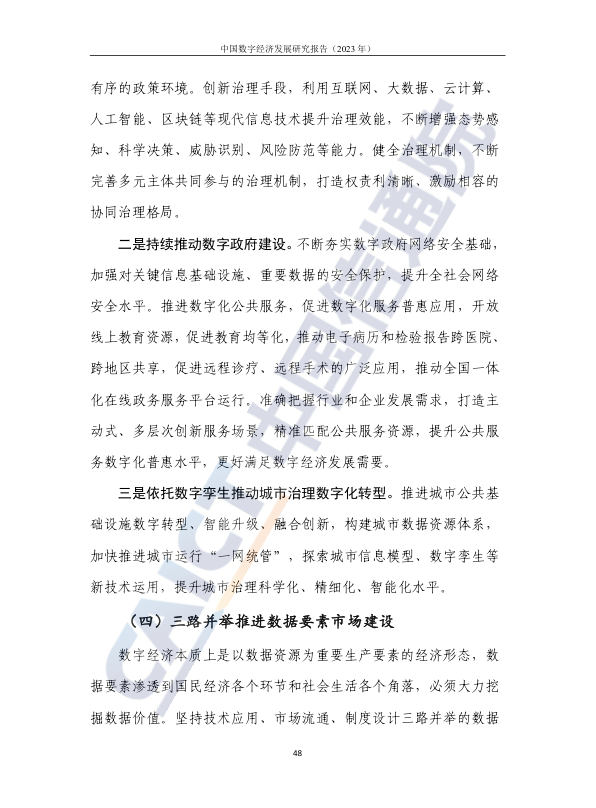 中国数字经济发展研究报告（2023 年）
有序的政策环境。创新治理手段，利用互联网、大数据、云计算、
人工智能、区块链等现代信息技术提升治理效能，不断增强态势感
知、科学决策、威胁识别、风险防范等能力。健全治理机制，不断
完善多元主体共同参与的治理机制，打造权责利清晰、激励相容的
协同治理格局。
二是持续推动数字政府建设。不断夯实数字政府网络安全基础，
加强对关键信息基础设施、重要数据的安全保护，提升全社会网络
安全水平。推进数字化公共服务，促进数字化服务普惠应用，开放
线上教育资源，促进教育均等化，推动电子病历和检验报告跨医院、
跨地区共享，促进远程诊疗、远程手术的广泛应用，推动全国一体
化在线政务服务平台运行。准确把握行业和企业发展需求，打造主
动式、多层次创新服务场景，精准匹配公共服务资源，提升公共服
务数字化普惠水平，更好满足数字经济发展需要。
三是依托数字孪生推动城市治理数字化转型。推进城市公共基
础设施数字转型、智能升级、融合创新，构建城市数据资源体系，
加快推进城市运行“一网统管”，探索城市信息模型、数字孪生等
新技术运用，提升城市治理科学化、精细化、智能化水平。
（四）三路并举推进数据要素市场建设
数字经济本质上是以数据资源为重要生产要素的经济形态，数
据要素渗透到国民经济各个环节和社会生活各个角落，必须大力挖
掘数据价值。坚持技术应用、市场流通、制度设计三路并举的数据
48
CAICT 中国信通院